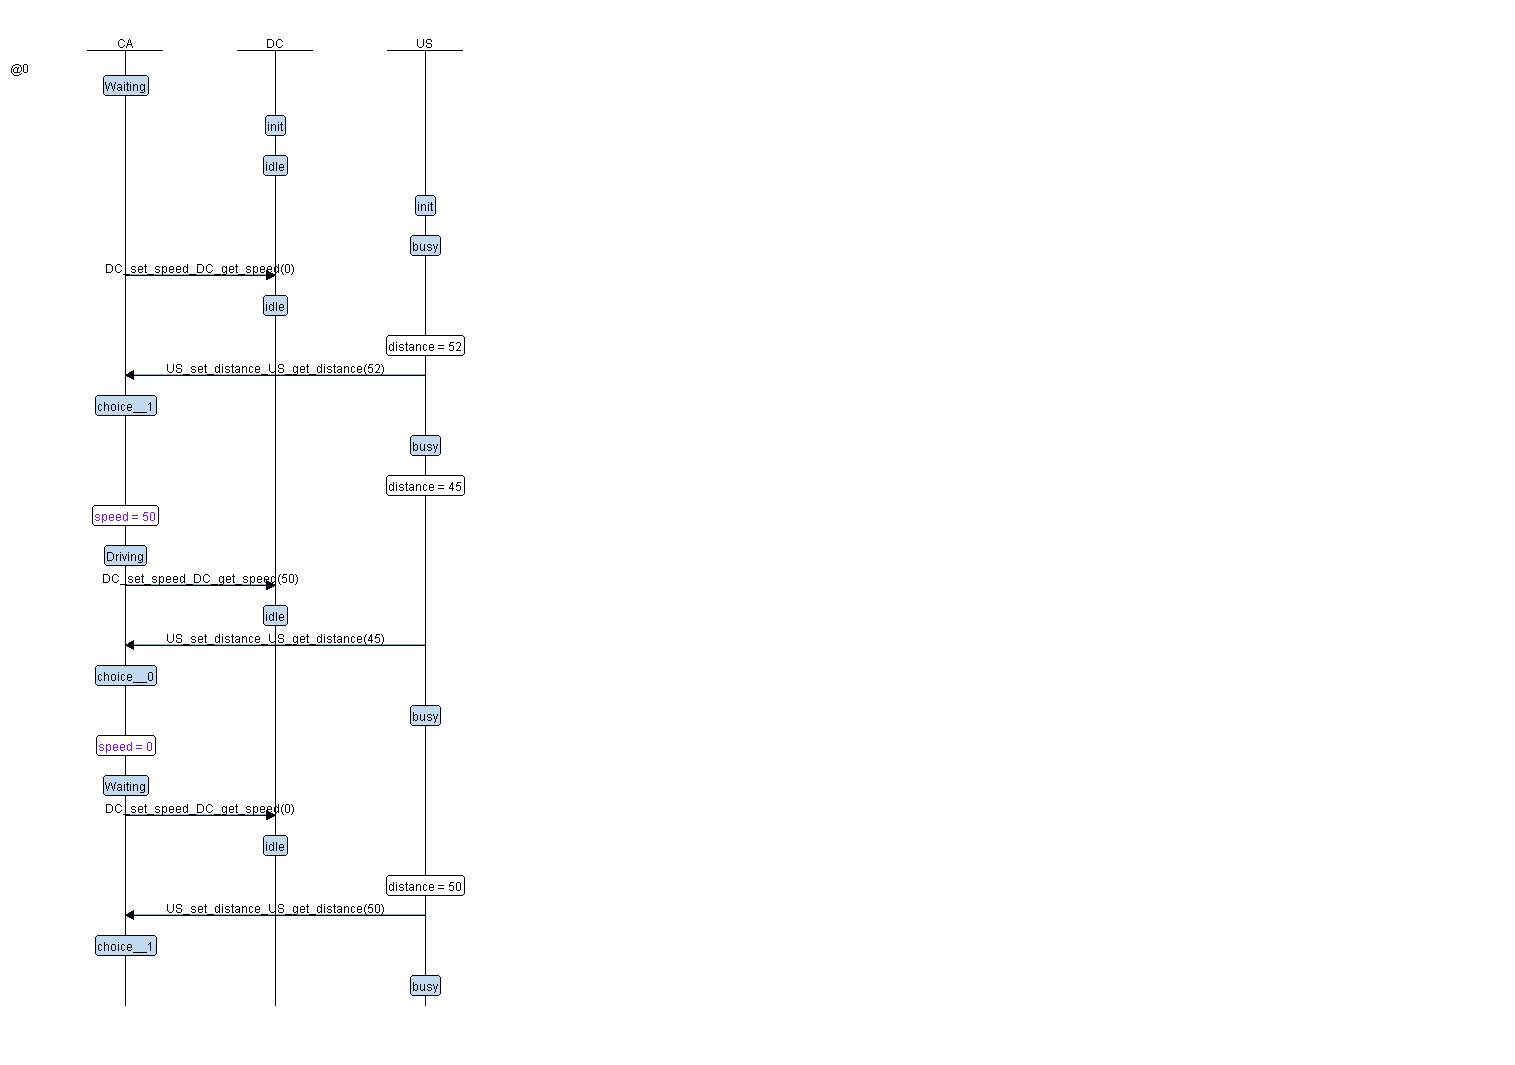 CA DC US
@0
Waiting
init
idle
init
busy
DC_set_speed_DC_get_speed(0)
idle
distance = 52
US_set_distance_US_get_distance(52)
choice__1
busy
distance = 45
speed = 50
Driving
DC_set_speed_DC_get_speed(50)
idle
US_set_distance_US_get_distance(45)
choice__0
busy
speed = 0
Waiting
DC_set_speed_DC_get_speed(0)
idle
distance = 50
US_set_distance_US_get_distance(50)
choice__1
busy